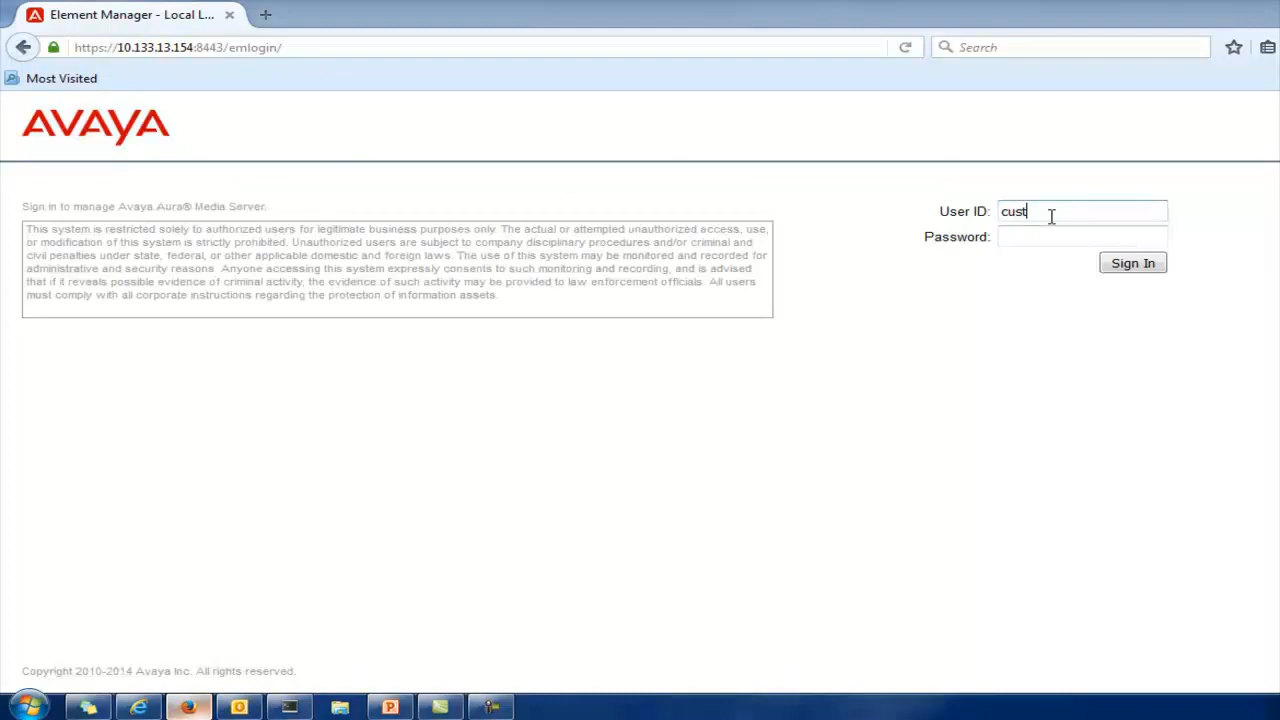 Element Manager - Local L...
https://10.133.13.154:8443/emlogin/
Search
Most Visited
AVAYA
Sign in to manage Avaya Aura® Media Server.
User ID: cust
This system is restricted solely to authorized users for legitimate business purposes only. The actual or attempted unauthorized access, use,
or modification of this system is strictly prohibited. Unauthorized users are subject to company disciplinary procedures and/or criminal and
civil penalties under state, federal, or other applicable domestic and foreign laws. The use of this system may be monitored and recorded for
administrative and security reasons. Anyone accessing this system expressly consents to such monitoring and recording, and is advised
that if it reveals possible evidence of criminal activity, the evidence of such activity may be provided to law enforcement officials. All users
must comply with all corporate instructions regarding the protection of information assets.
Password:
Sign In
Copyright 2010-2014 Avaya Inc. All rights reserved.